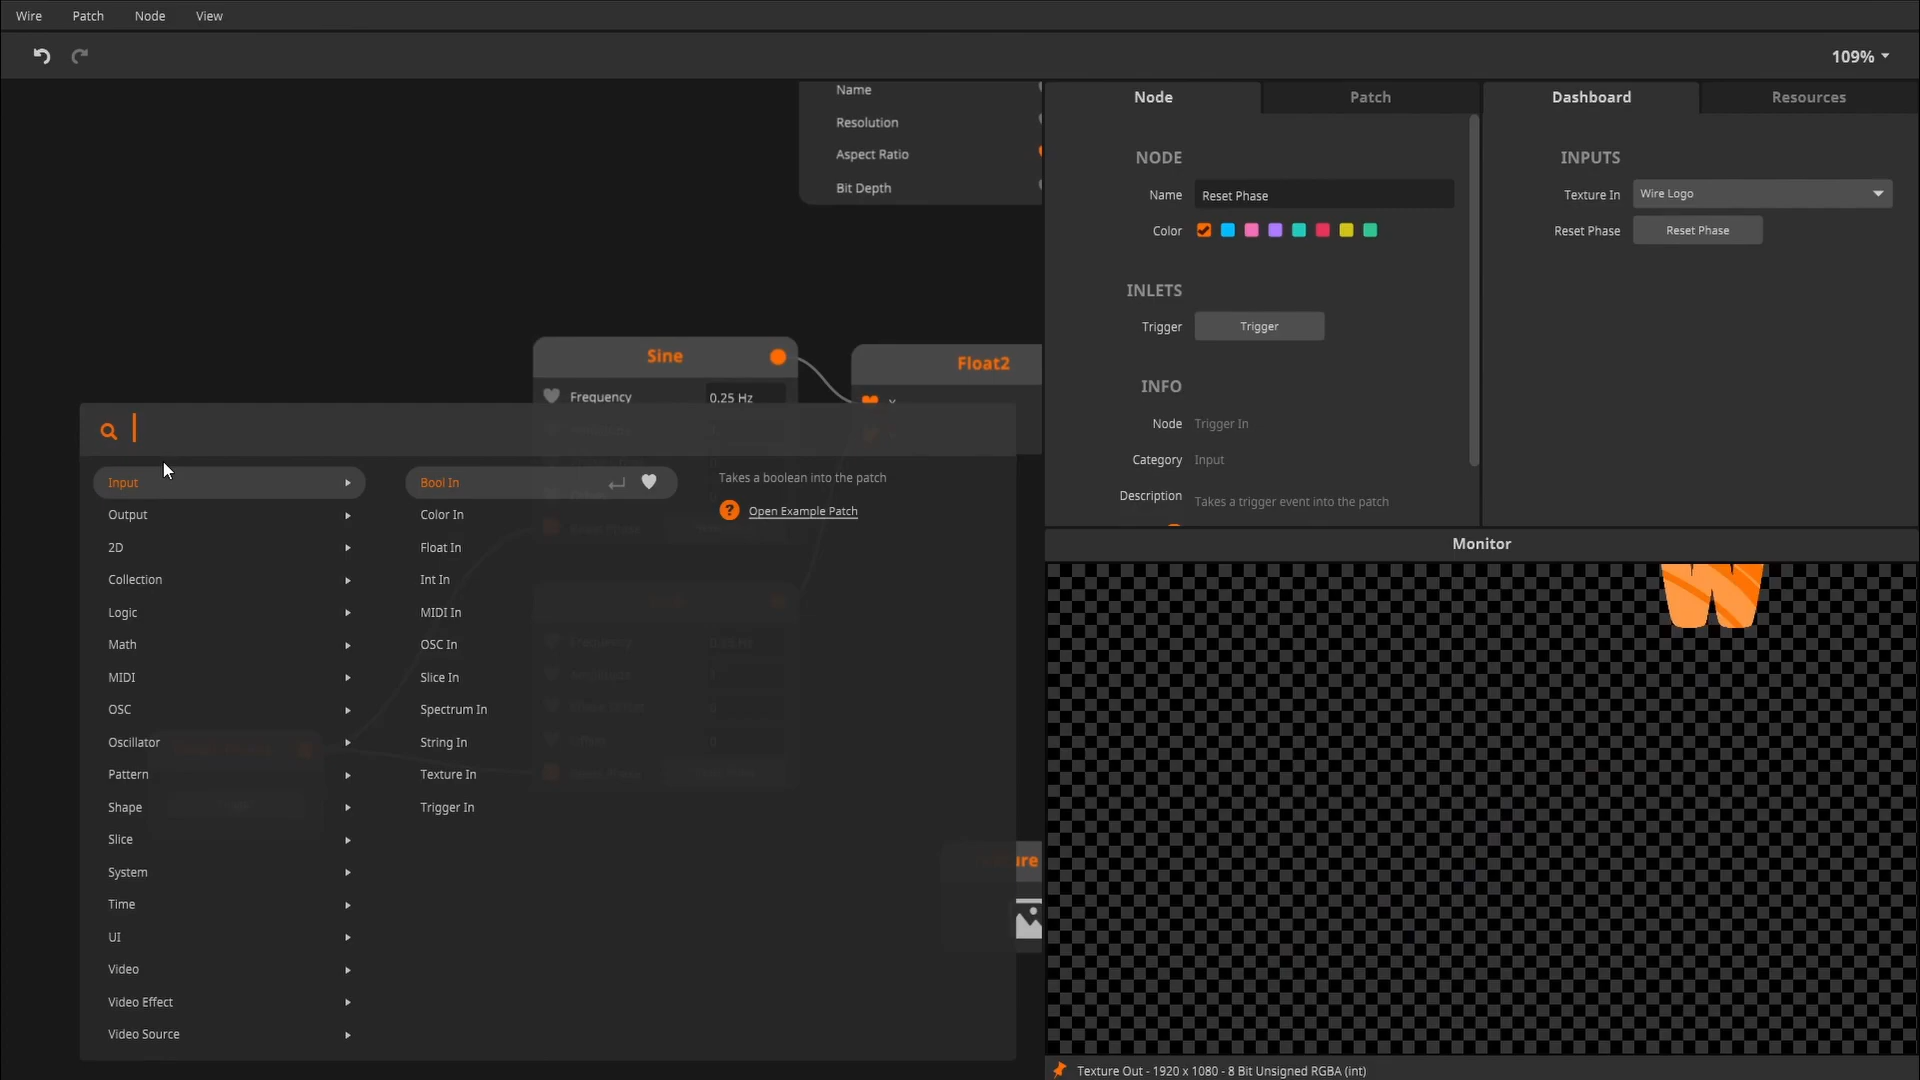 Wire Patch Node View
109%
Name
Resolution
Aspect Ratio
Bit Depth
Sine
Frequency 0.25 Hz
Float2
Input
Output
2D
Collection
Logic
Math
MIDI
OSC
Oscillator
Pattern
Shape
Slice
System
Time
UI
Video
Video Effect
Video Source
Bool In
Color In
Float In
Int In
MIDI In
OSC In
Slice In
Spectrum In
String In
Texture In
Trigger In
Takes a boolean into the patch
? Open Example Patch
Node Patch
NODE
Name Reset Phase
Color
INLETS
Trigger Trigger
INFO
Node Trigger In
Category Input
Description Takes a trigger event into the patch
Dashboard Resources
INPUTS
Texture In Wire Logo
Reset Phase Reset Phase
Monitor
W
Texture Out - 1920 x 1080 - 8 Bit Unsigned RGBA (int)